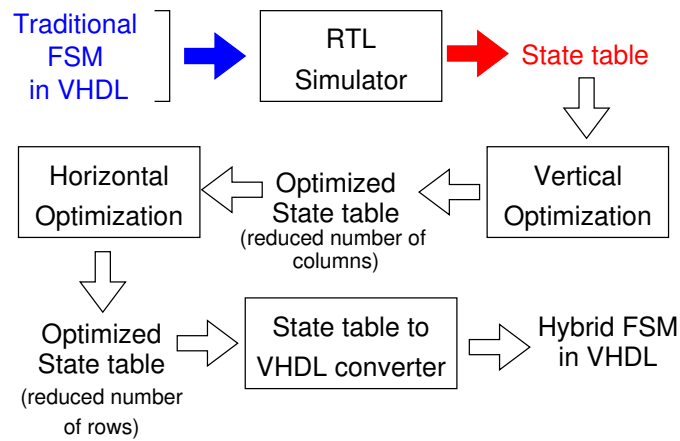 Traditional
FSM
in VHDL
RTL
Simulator
State table
Horizontal
Optimization
Optimized
State table
(reduced number of
columns)
Vertical
Optimization
Optimized
State table
(reduced number
of rows)
State table to
VHDL converter
Hybrid FSM
in VHDL